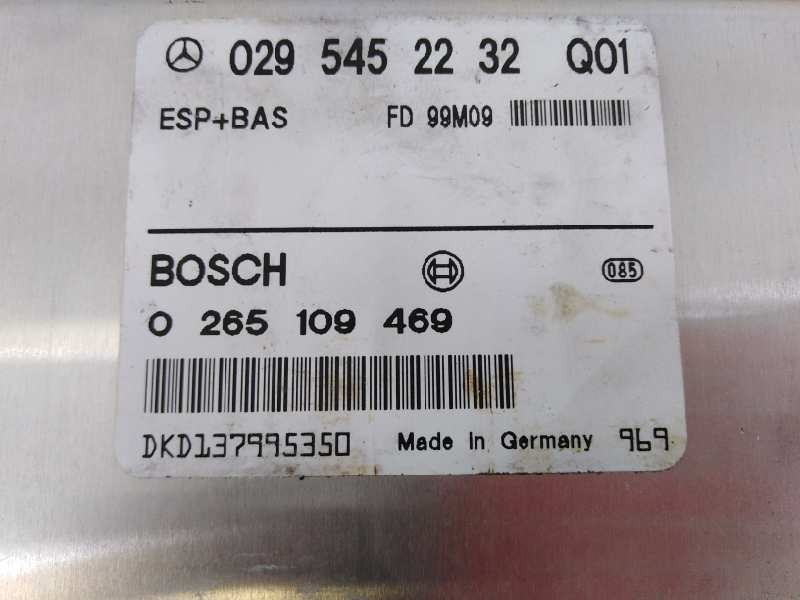 029 545 22 32 Q01
ESP+BAS FD 99M09
BOSCH 085
0 265 109 469
DKD137995350 Made in Germany 969